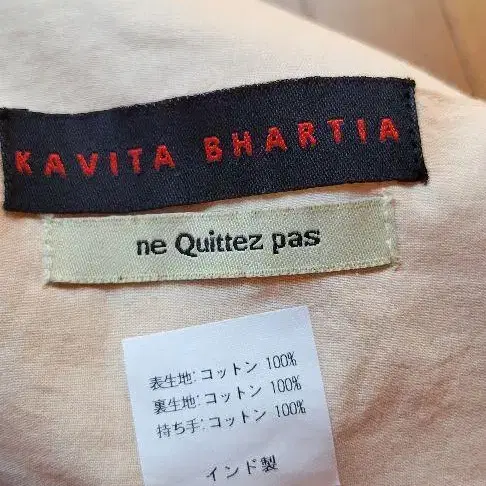 KAVITA BHARTIA
ne Quittez pas
表生地:コットン 100%
裏生地:コットン 100%
持ち手:コットン 100%
インド製